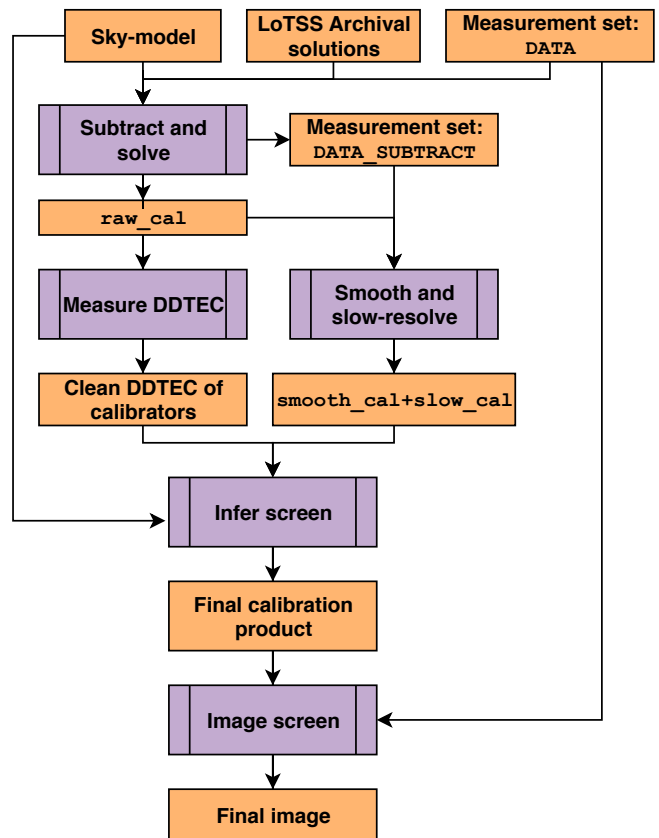 Sky-model
LoTSS Archival
solutions
Measurement set:
DATA
Subtract and
solve
Measurement set:
DATA_SUBTRACT
raw_cal
Measure DDTEC
Smooth and
slow-resolve
Clean DDTEC of
calibrators
smooth_cal+slow_cal
Infer screen
Final calibration
product
Image screen
Final image